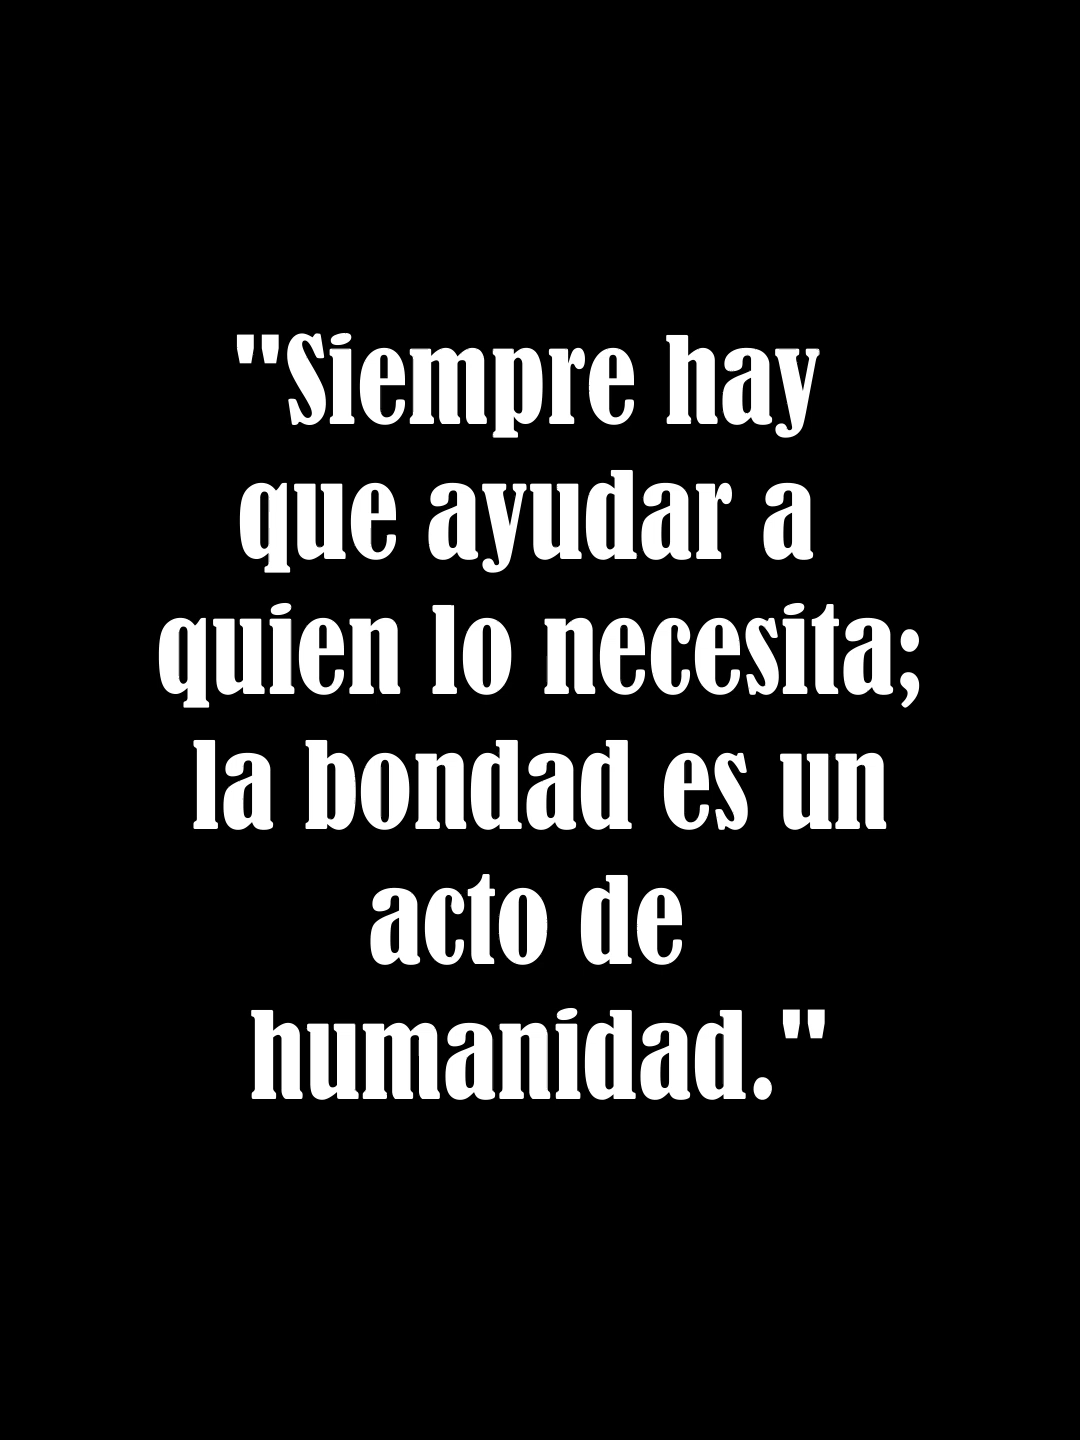 "Siempre hay
que ayudar a
quien lo necesita;
la bondad es un
acto de
humanidad."